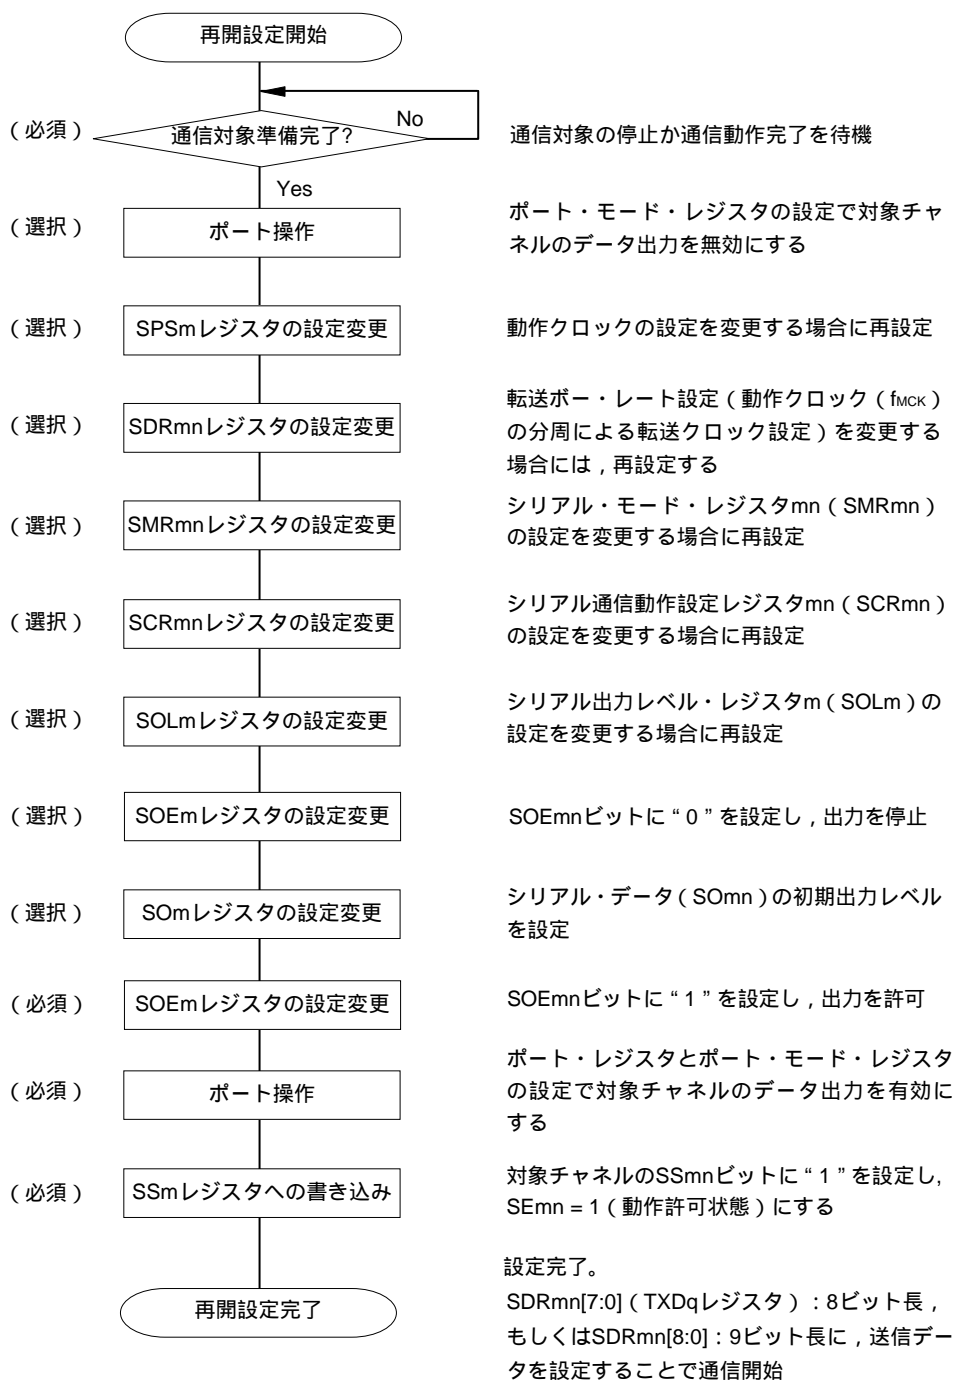 再開設定開始
（必須）
通信対象準備完了?
No
通信対象の停止か通信動作完了を待機
Yes
（選択）
ポート操作
ポート・モード・レジスタの設定で対象チャ
ネルのデータ出力を無効にする
（選択）
SPSmレジスタの設定変更
動作クロックの設定を変更する場合に再設定
（選択）
SDRmnレジスタの設定変更
転送ボー・レート設定（動作クロック（fMCK）
の分周による転送クロック設定）を変更する
場合には，再設定する
（選択）
SMRmnレジスタの設定変更
シリアル・モード・レジスタmn（SMRmn）
の設定を変更する場合に再設定
（選択）
SCRmnレジスタの設定変更
シリアル通信動作設定レジスタmn（SCRmn）
の設定を変更する場合に再設定
（選択）
SOLmレジスタの設定変更
シリアル出力レベル・レジスタm（SOLm）の
設定を変更する場合に再設定
（選択）
SOEmレジスタの設定変更
SOEmnビットに“0”を設定し，出力を停止
（選択）
SOmレジスタの設定変更
シリアル・データ（SOmn）の初期出力レベル
を設定
（必須）
SOEmレジスタの設定変更
SOEmnビットに“1”を設定し，出力を許可
（必須）
ポート操作
ポート・レジスタとポート・モード・レジスタ
の設定で対象チャネルのデータ出力を有効に
する
（必須）
SSmレジスタへの書き込み
対象チャネルのSSmnビットに“1”を設定し,
SEmn = 1（動作許可状態）にする
再開設定完了
設定完了。
SDRmn[7:0]（TXDqレジスタ）: 8ビット長，
もしくはSDRmn[8:0] : 9ビット長に，送信デー
タを設定することで通信開始